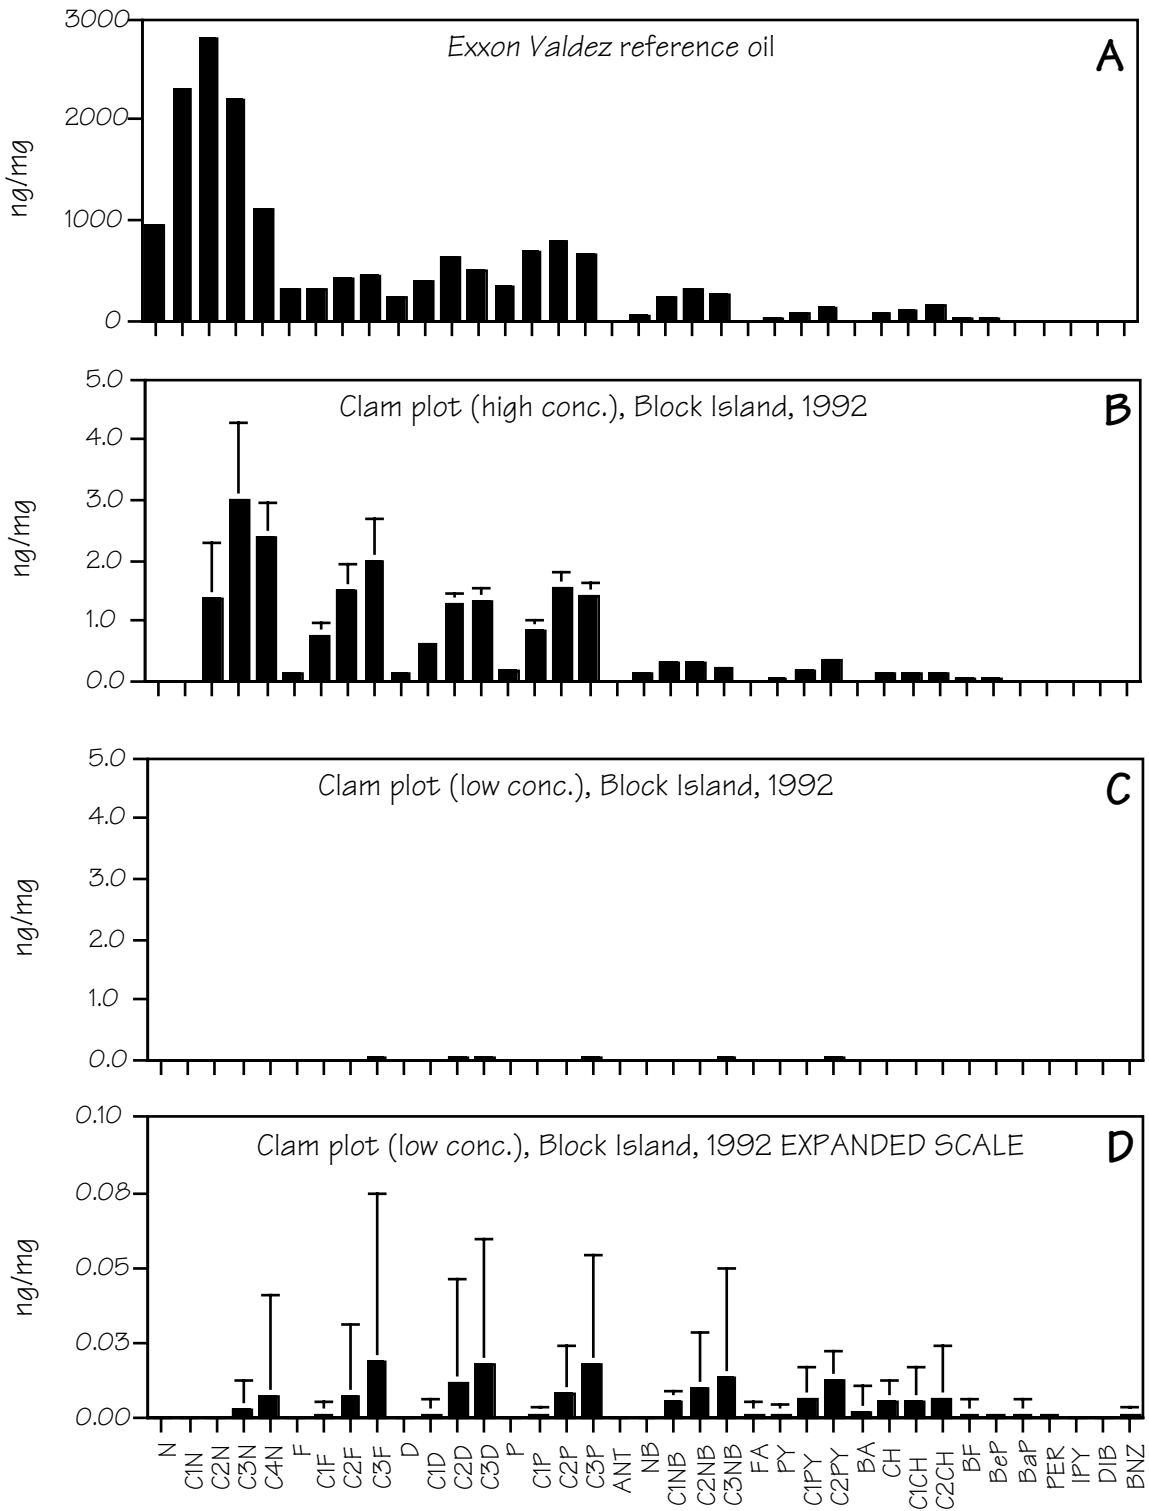 Exxon Valdez reference oil
A
3000
2000
1000
0
ng/mg
Clam plot (high conc.), Block Island, 1992
B
5.0
4.0
3.0
2.0
1.0
0.0
ng/mg
Clam plot (low conc.), Block Island, 1992
C
5.0
4.0
3.0
2.0
1.0
0.0
ng/mg
Clam plot (low conc.), Block Island, 1992 EXPANDED SCALE
D
0.10
0.08
0.05
0.03
0.00
ng/mg
N
C1N
C2N
C3N
C4N
F
C1F
C2F
C3F
D
C1D
C2D
C3D
P
C1P
C2P
C3P
ANT
NB
C1NB
C2NB
C3NB
FA
PY
C1PY
C2PY
BA
CH
C1CH
C2CH
BF
BeP
BaP
PER
IPY
DIB
BNZ